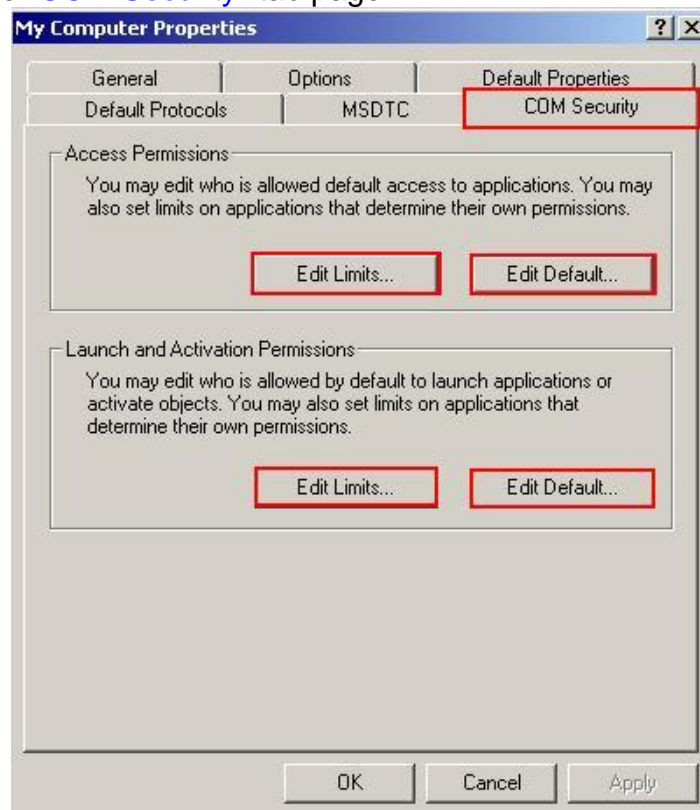 COM Security tab page
My Computer Properties
General Options Default Properties
Default Protocols MSDTC COM Security
Access Permissions
You may edit who is allowed default access to applications. You may
also set limits on applications that determine their own permissions.
Edit Limits... Edit Default...
Launch and Activation Permissions
You may edit who is allowed by default to launch applications or
activate objects. You may also set limits on applications that
determine their own permissions.
Edit Limits... Edit Default...
OK Cancel Apply